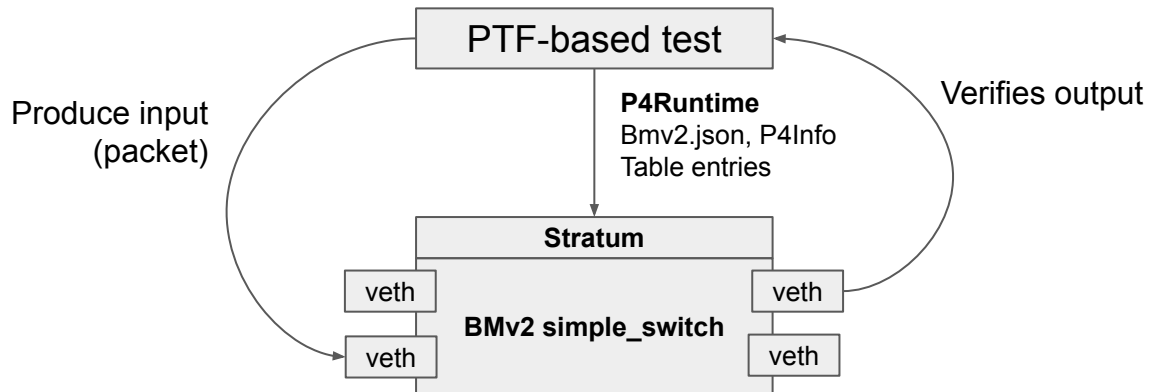 PTF-based test
Produce input
(packet)
P4Runtime
Bmv2.json, P4Info
Table entries
Verifies output
Stratum
veth
veth
BMv2 simple_switch
veth
veth